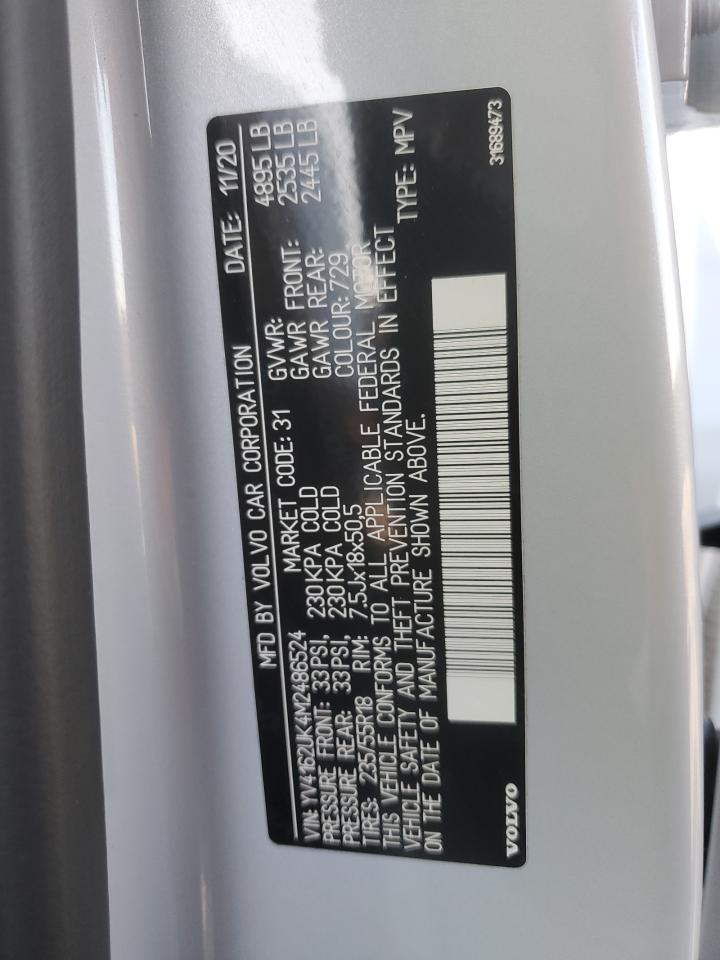 MFD BY VOLVO CAR CORPORATION DATE: 11/20
VIN: YV4162UK4M2486524 MARKET CODE: 31 GVWR: 4895 LB
PRESSURE FRONT: 33PSI, 230KPA COLD GAWR FRONT: 2535 LB
PRESSURE REAR: 33PSI, 230KPA COLD GAWR REAR: 2445 LB
TIRES: 235/55R18 RIM: 7.5Jx18x50,5 COLOUR: 729
THIS VEHICLE CONFORMS TO ALL APPLICABLE FEDERAL MOTOR
VEHICLE SAFETY AND THEFT PREVENTION STANDARDS IN EFFECT
ON THE DATE OF MANUFACTURE SHOWN ABOVE. TYPE: MPV
VOLVO 31689473